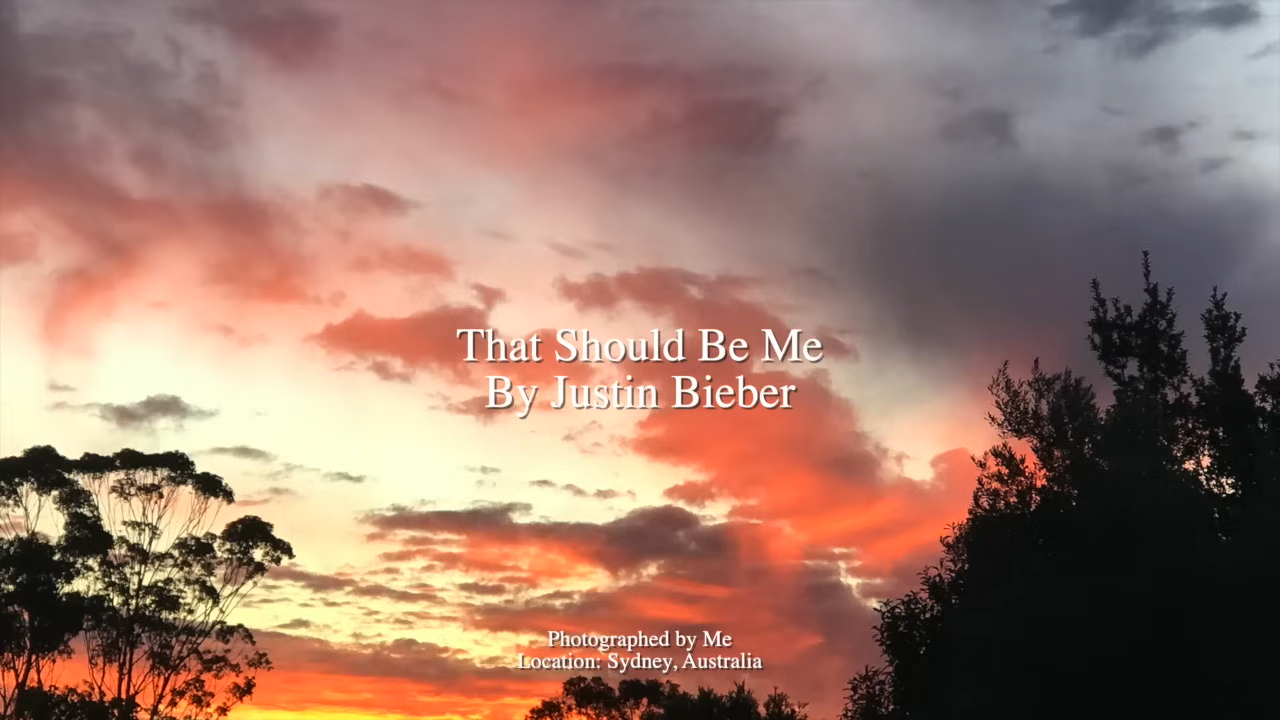 That Should Be Me
By Justin Bieber
Photographed by Me
Location: Sydney, Australia